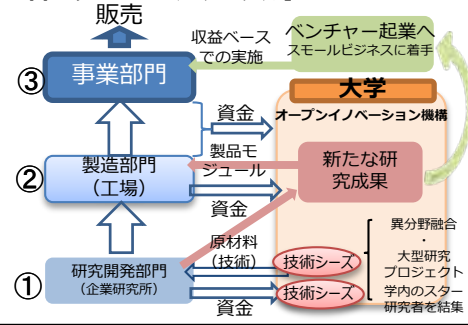 販売
ベンチャー起業へ
スモールビジネスに着手
収益ベース
での実施
③
事業部門
大学
オープンイノベーション機構
資金
製品モ
ジュール
新たな研
究成果
②
製造部門
(工場)
資金
異分野融合
・
大型研究
プロジェクト
学内のスター
研究者を結集
原材料
(技術)
技術シーズ
①
研究開発部門
(企業研究所)
技術シーズ
資金